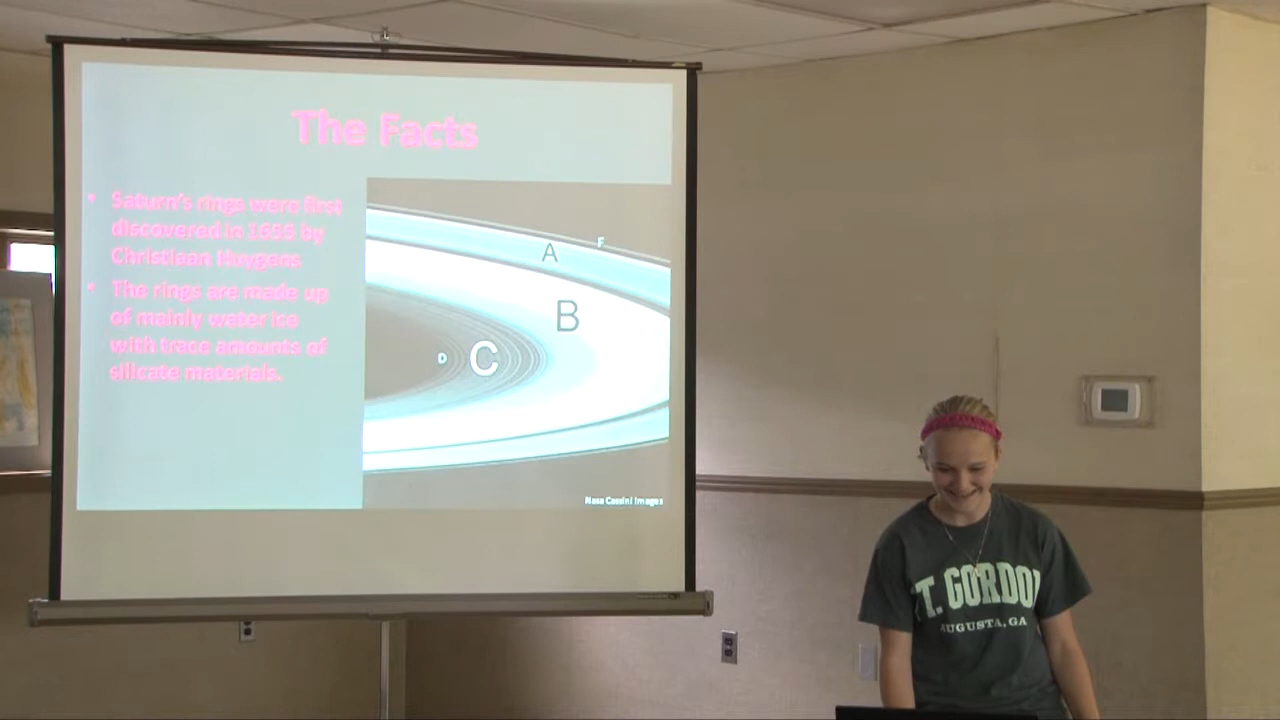 The Facts
• Saturn's rings were first
discovered in 1655 by
Christiaan Huygens
• The rings are made up
of mainly water ice
with trace amounts of
silicate materials.
F
A
B
D
C
Nasa Cassini Images
T. GORDO
AUGUSTA, GA